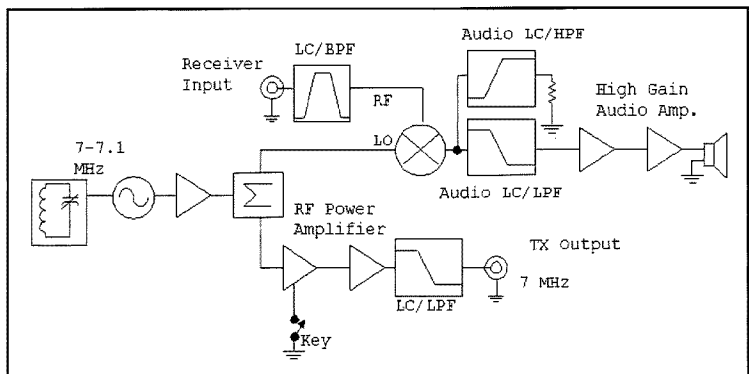 Audio LC/HPF
LC/BPF
Receiver
Input
RF
High Gain
Audio Amp.
7-7.1
MHz
LO
Audio LC/LPF
Σ
RF Power
Amplifier
TX Output
7 MHz
LC/LPF
Key